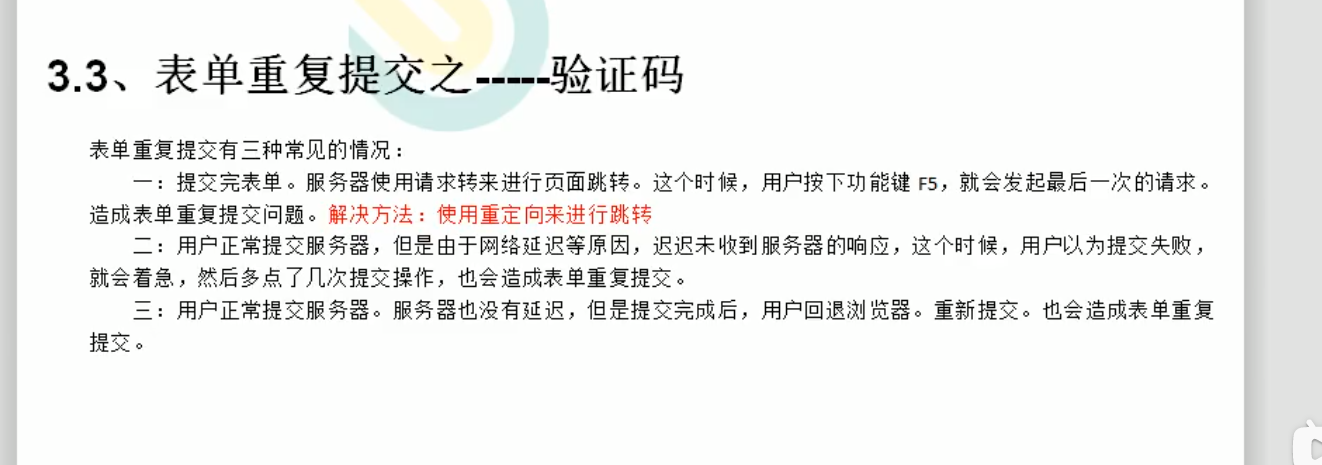 3.3、表单重复提交之-----验证码
表单重复提交有三种常见的情况：
一：提交完表单。服务器使用请求转来进行页面跳转。这个时候，用户按下功能键 F5，就会发起最后一次的请求。
造成表单重复提交问题。解决方法：使用重定向来进行跳转
二：用户正常提交服务器，但是由于网络延迟等原因，迟迟未收到服务器的响应，这个时候，用户以为提交失败，
就会着急，然后多点了几次提交操作，也会造成表单重复提交。
三：用户正常提交服务器。服务器也没有延迟，但是提交完成后，用户回退浏览器。重新提交。也会造成表单重复
提交。